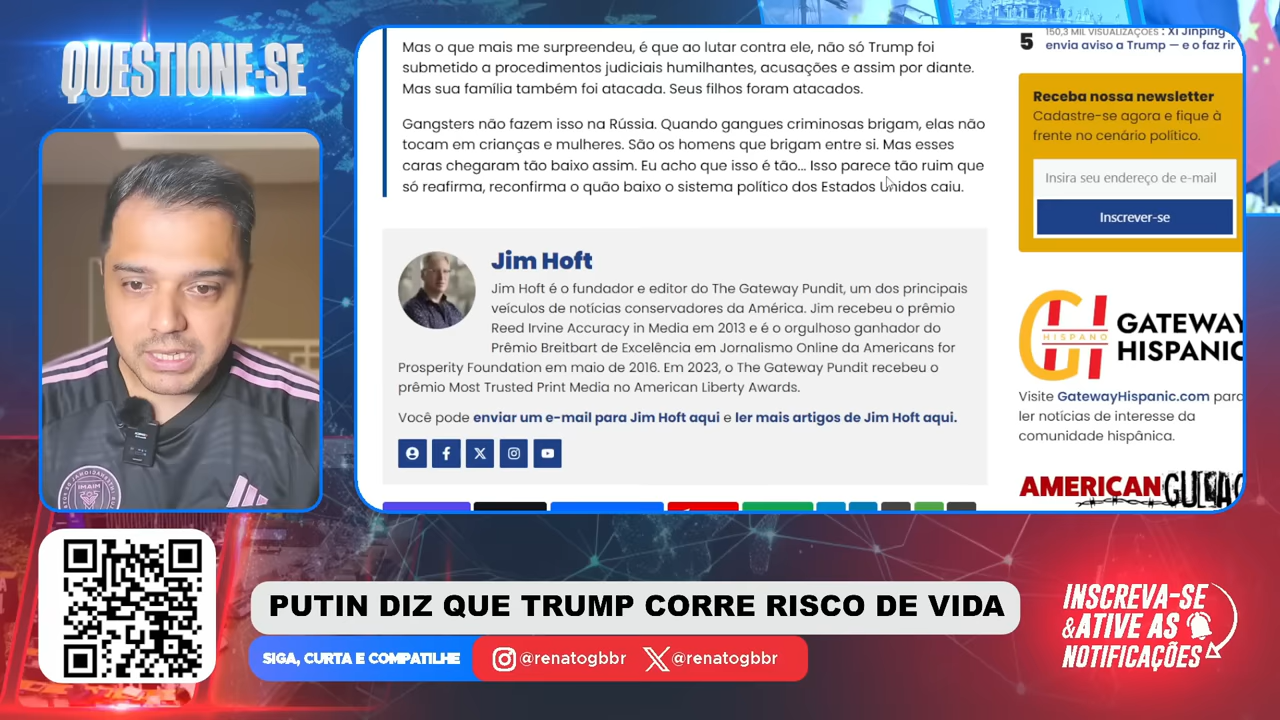 QUESTIONE-SE
Mas o que mais me surpreendeu, é que ao lutar contra ele, não só Trump foi
submetido a procedimentos judiciais humilhantes, acusações e assim por diante.
Mas sua família também foi atacada. Seus filhos foram atacados.
Gangsters não fazem isso na Rússia. Quando gangues criminosas brigam, elas não
tocam em crianças e mulheres. São os homens que brigam entre si. Mas esses
caras chegaram tão baixo assim. Eu acho que isso é tão... Isso parece tão ruim que
só reafirma, reconfirma o quão baixo o sistema político dos Estados Unidos caiu.
Jim Hoft
Jim Hoft é o fundador e editor do The Gateway Pundit, um dos principais
veículos de notícias conservadores da América. Jim recebeu o prêmio
Reed Irvine Accuracy in Media em 2013 e é o orgulhoso ganhador do
Prêmio Breitbart de Excelência em Jornalismo Online da Americans for
Prosperity Foundation em maio de 2016. Em 2023, o The Gateway Pundit recebeu o
prêmio Most Trusted Print Media no American Liberty Awards.
Você pode enviar um e-mail para Jim Hoft aqui e ler mais artigos de Jim Hoft aqui.
5
150,3 MIL VISUALIZAÇÕES : Xi Jinping
envia aviso a Trump — e o faz rir
Receba nossa newsletter
Cadastre-se agora e fique à
frente no cenário político.
Insira seu endereço de e-mail
Inscrever-se
GH
HISPANO
GATEWAY
HISPANIC
Visite GatewayHispanic.com para
ler notícias de interesse da
comunidade hispânica.
AMERICAN
MIAMI
PUTIN DIZ QUE TRUMP CORRE RISCO DE VIDA
SIGA, CURTA E COMPATILHE
@renatogbbr
@renatogbbr
INSCREVA-SE
&ATIVE AS
NOTIFICAÇÕES